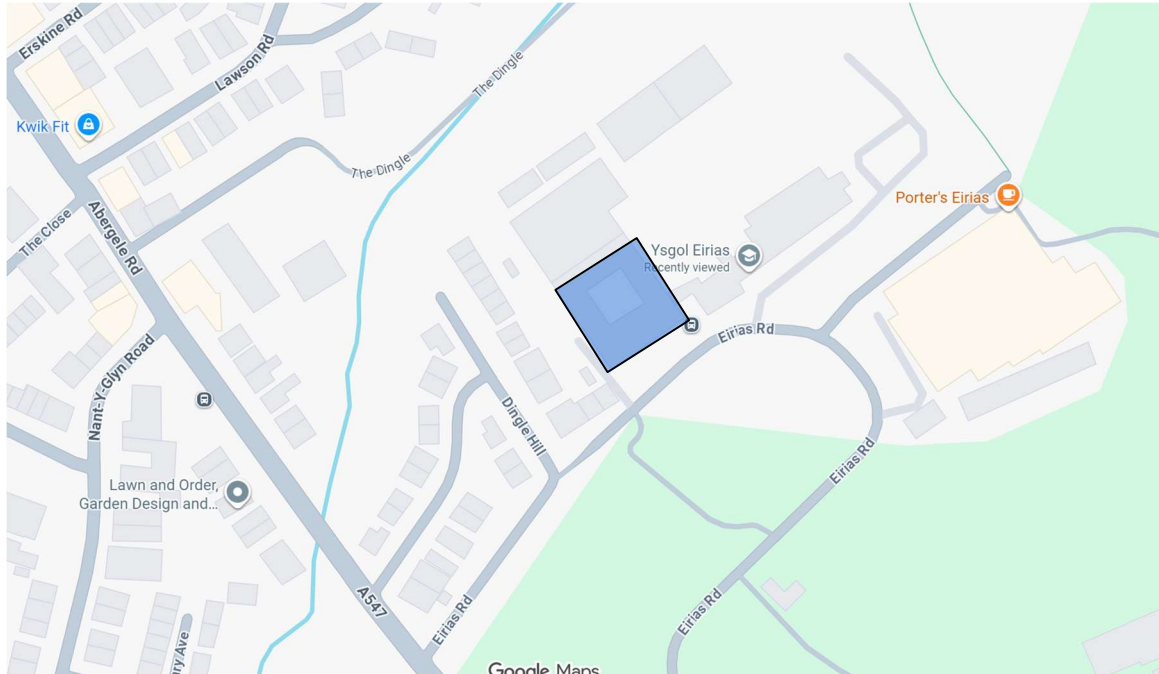 Erskine Rd
Lawson Rd
The Dingle
Kwik Fit
The Dingle
Porter's Eirias
The Close
Abergele Rd
Ysgol Eirias
Recently viewed
Eirias Rd
Nant-Y-Glyn Road
Dingle Hill
Eirias Rd
Lawn and Order,
Garden Design and...
A547
Eirias Rd
Eirias Rd
ry Ave
Google Maps